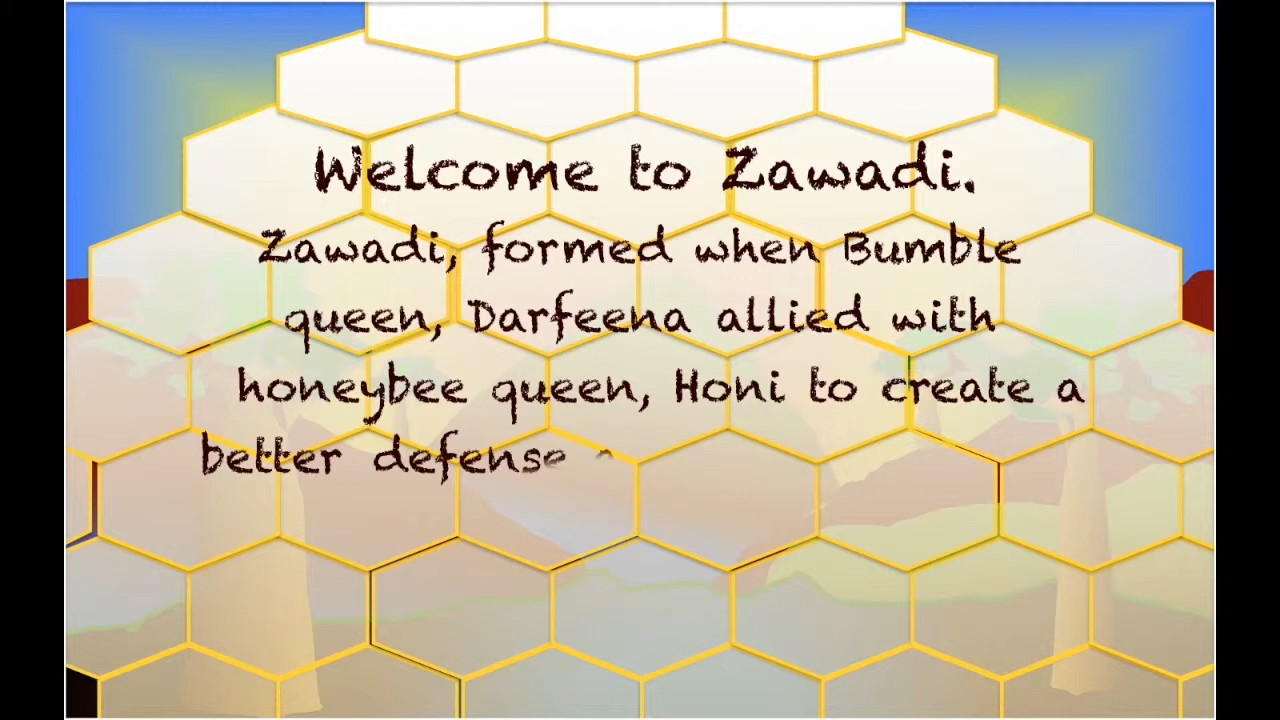 Welcome to Zawadi.
Zawadi, formed when Bumble
queen, Darfeena allied with
honeybee queen, Honi to create a
better defense